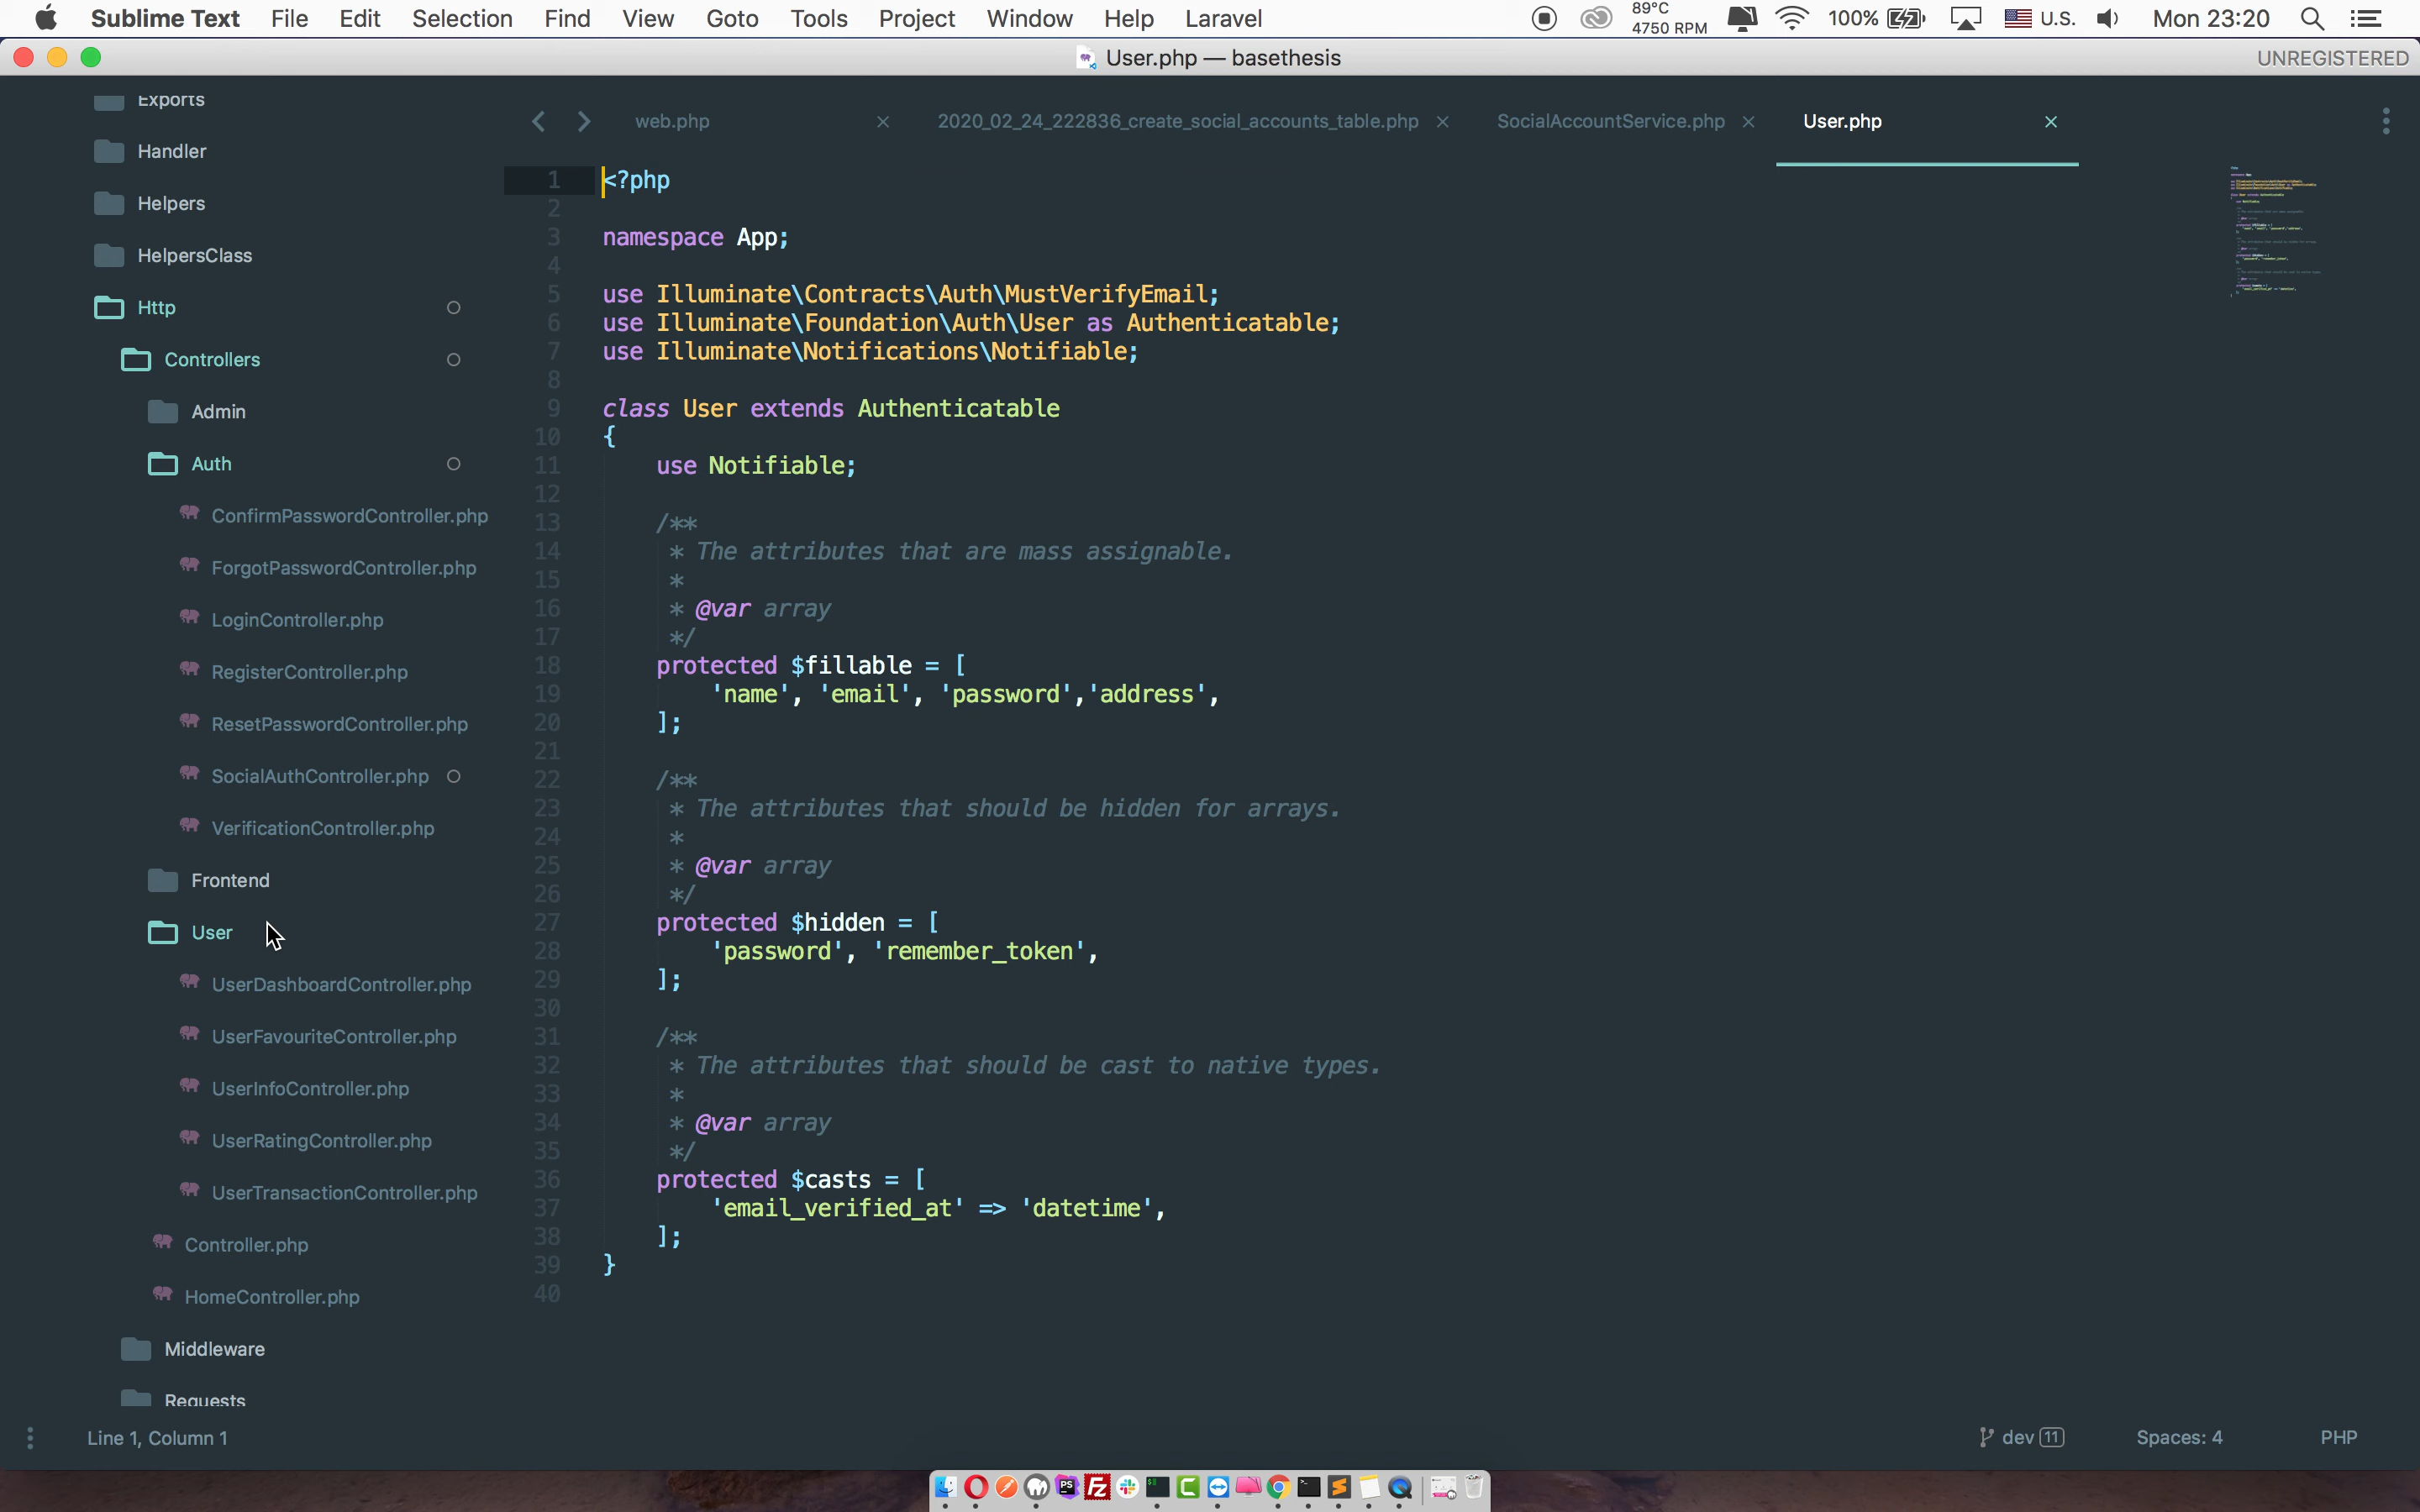 Sublime Text File Edit Selection Find View Goto Tools Project Window Help Laravel 89°C 4750 RPM 100% U.S. Mon 23:20
User.php — basethesis UNREGISTERED
Exports
Handler
Helpers
HelpersClass
Http
Controllers
Admin
Auth
ConfirmPasswordController.php
ForgotPasswordController.php
LoginController.php
RegisterController.php
ResetPasswordController.php
SocialAuthController.php
VerificationController.php
Frontend
User
UserDashboardController.php
UserFavouriteController.php
UserInfoController.php
UserRatingController.php
UserTransactionController.php
Controller.php
HomeController.php
Middleware
Requests
web.php 2020_02_24_222836_create_social_accounts_table.php SocialAccountService.php User.php
1 <?php
2
3 namespace App;
4
5 use Illuminate\Contracts\Auth\MustVerifyEmail;
6 use Illuminate\Foundation\Auth\User as Authenticatable;
7 use Illuminate\Notifications\Notifiable;
8
9 class User extends Authenticatable
10 {
11 use Notifiable;
12
13 /**
14 * The attributes that are mass assignable.
15 *
16 * @var array
17 */
18 protected $fillable = [
19 'name', 'email', 'password','address',
20 ];
21
22 /**
23 * The attributes that should be hidden for arrays.
24 *
25 * @var array
26 */
27 protected $hidden = [
28 'password', 'remember_token',
29 ];
30
31 /**
32 * The attributes that should be cast to native types.
33 *
34 * @var array
35 */
36 protected $casts = [
37 'email_verified_at' => 'datetime',
38 ];
39 }
40
Line 1, Column 1 dev 11 Spaces: 4 PHP